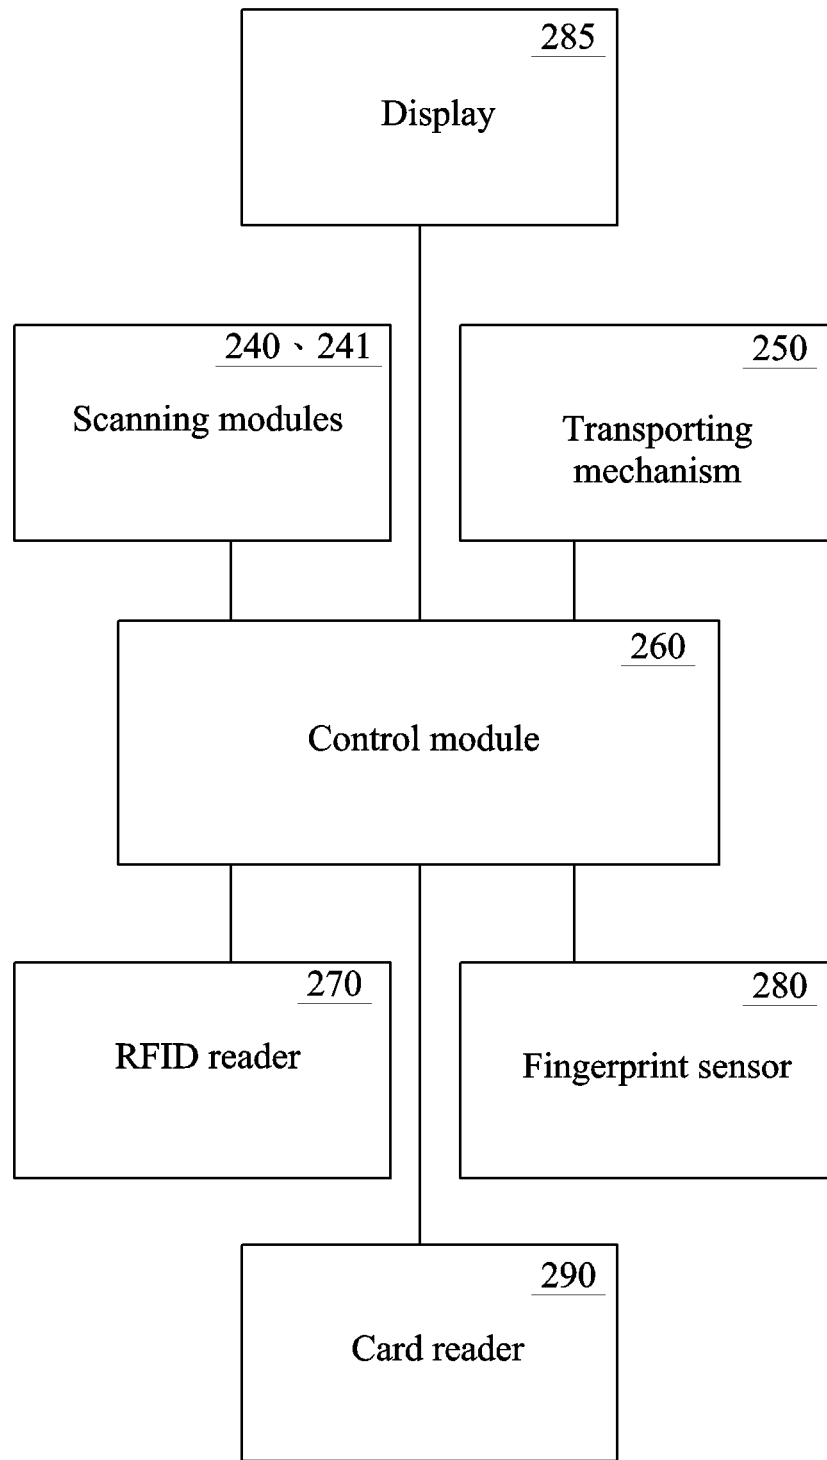 285
Display
240、241
Scanning modules
250
Transporting
mechanism
260
Control module
270
RFID reader
280
Fingerprint sensor
290
Card reader